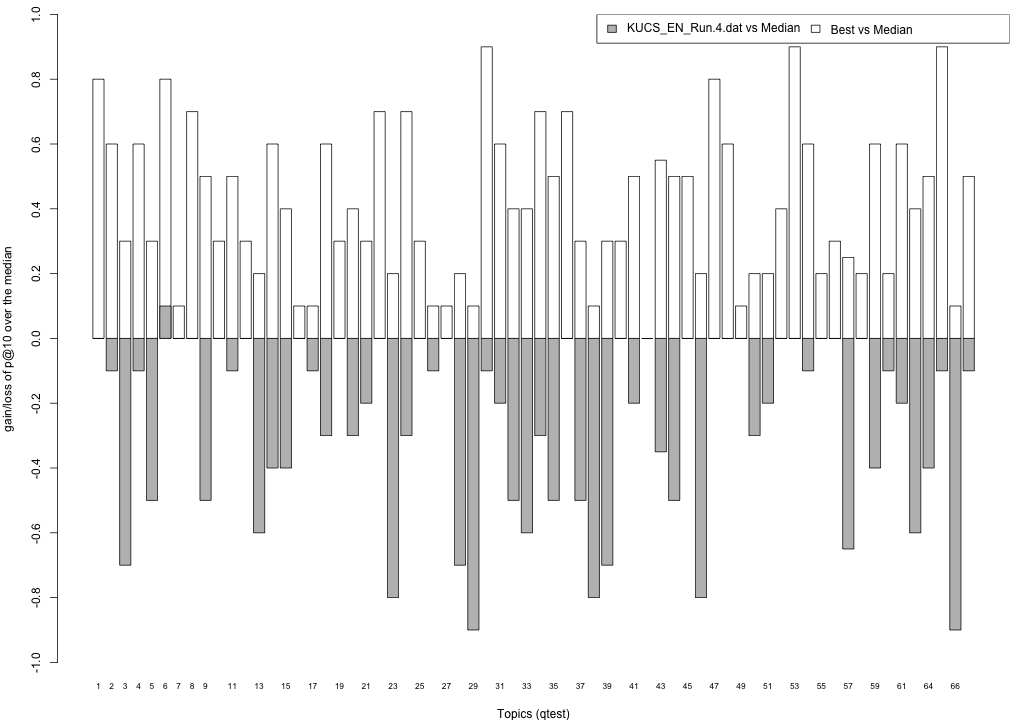 KUCS_EN_Run.4.dat vs Median Best vs Median
gain/loss of p@10 over the median
1.0
0.8
0.6
0.4
0.2
0.0
-0.2
-0.4
-0.6
-0.8
-1.0
1 2 3 4 5 6 7 8 9 11 13 15 17 19 21 23 25 27 29 31 33 35 37 39 41 43 45 47 49 51 53 55 57 59 61 64 66
Topics (qtest)